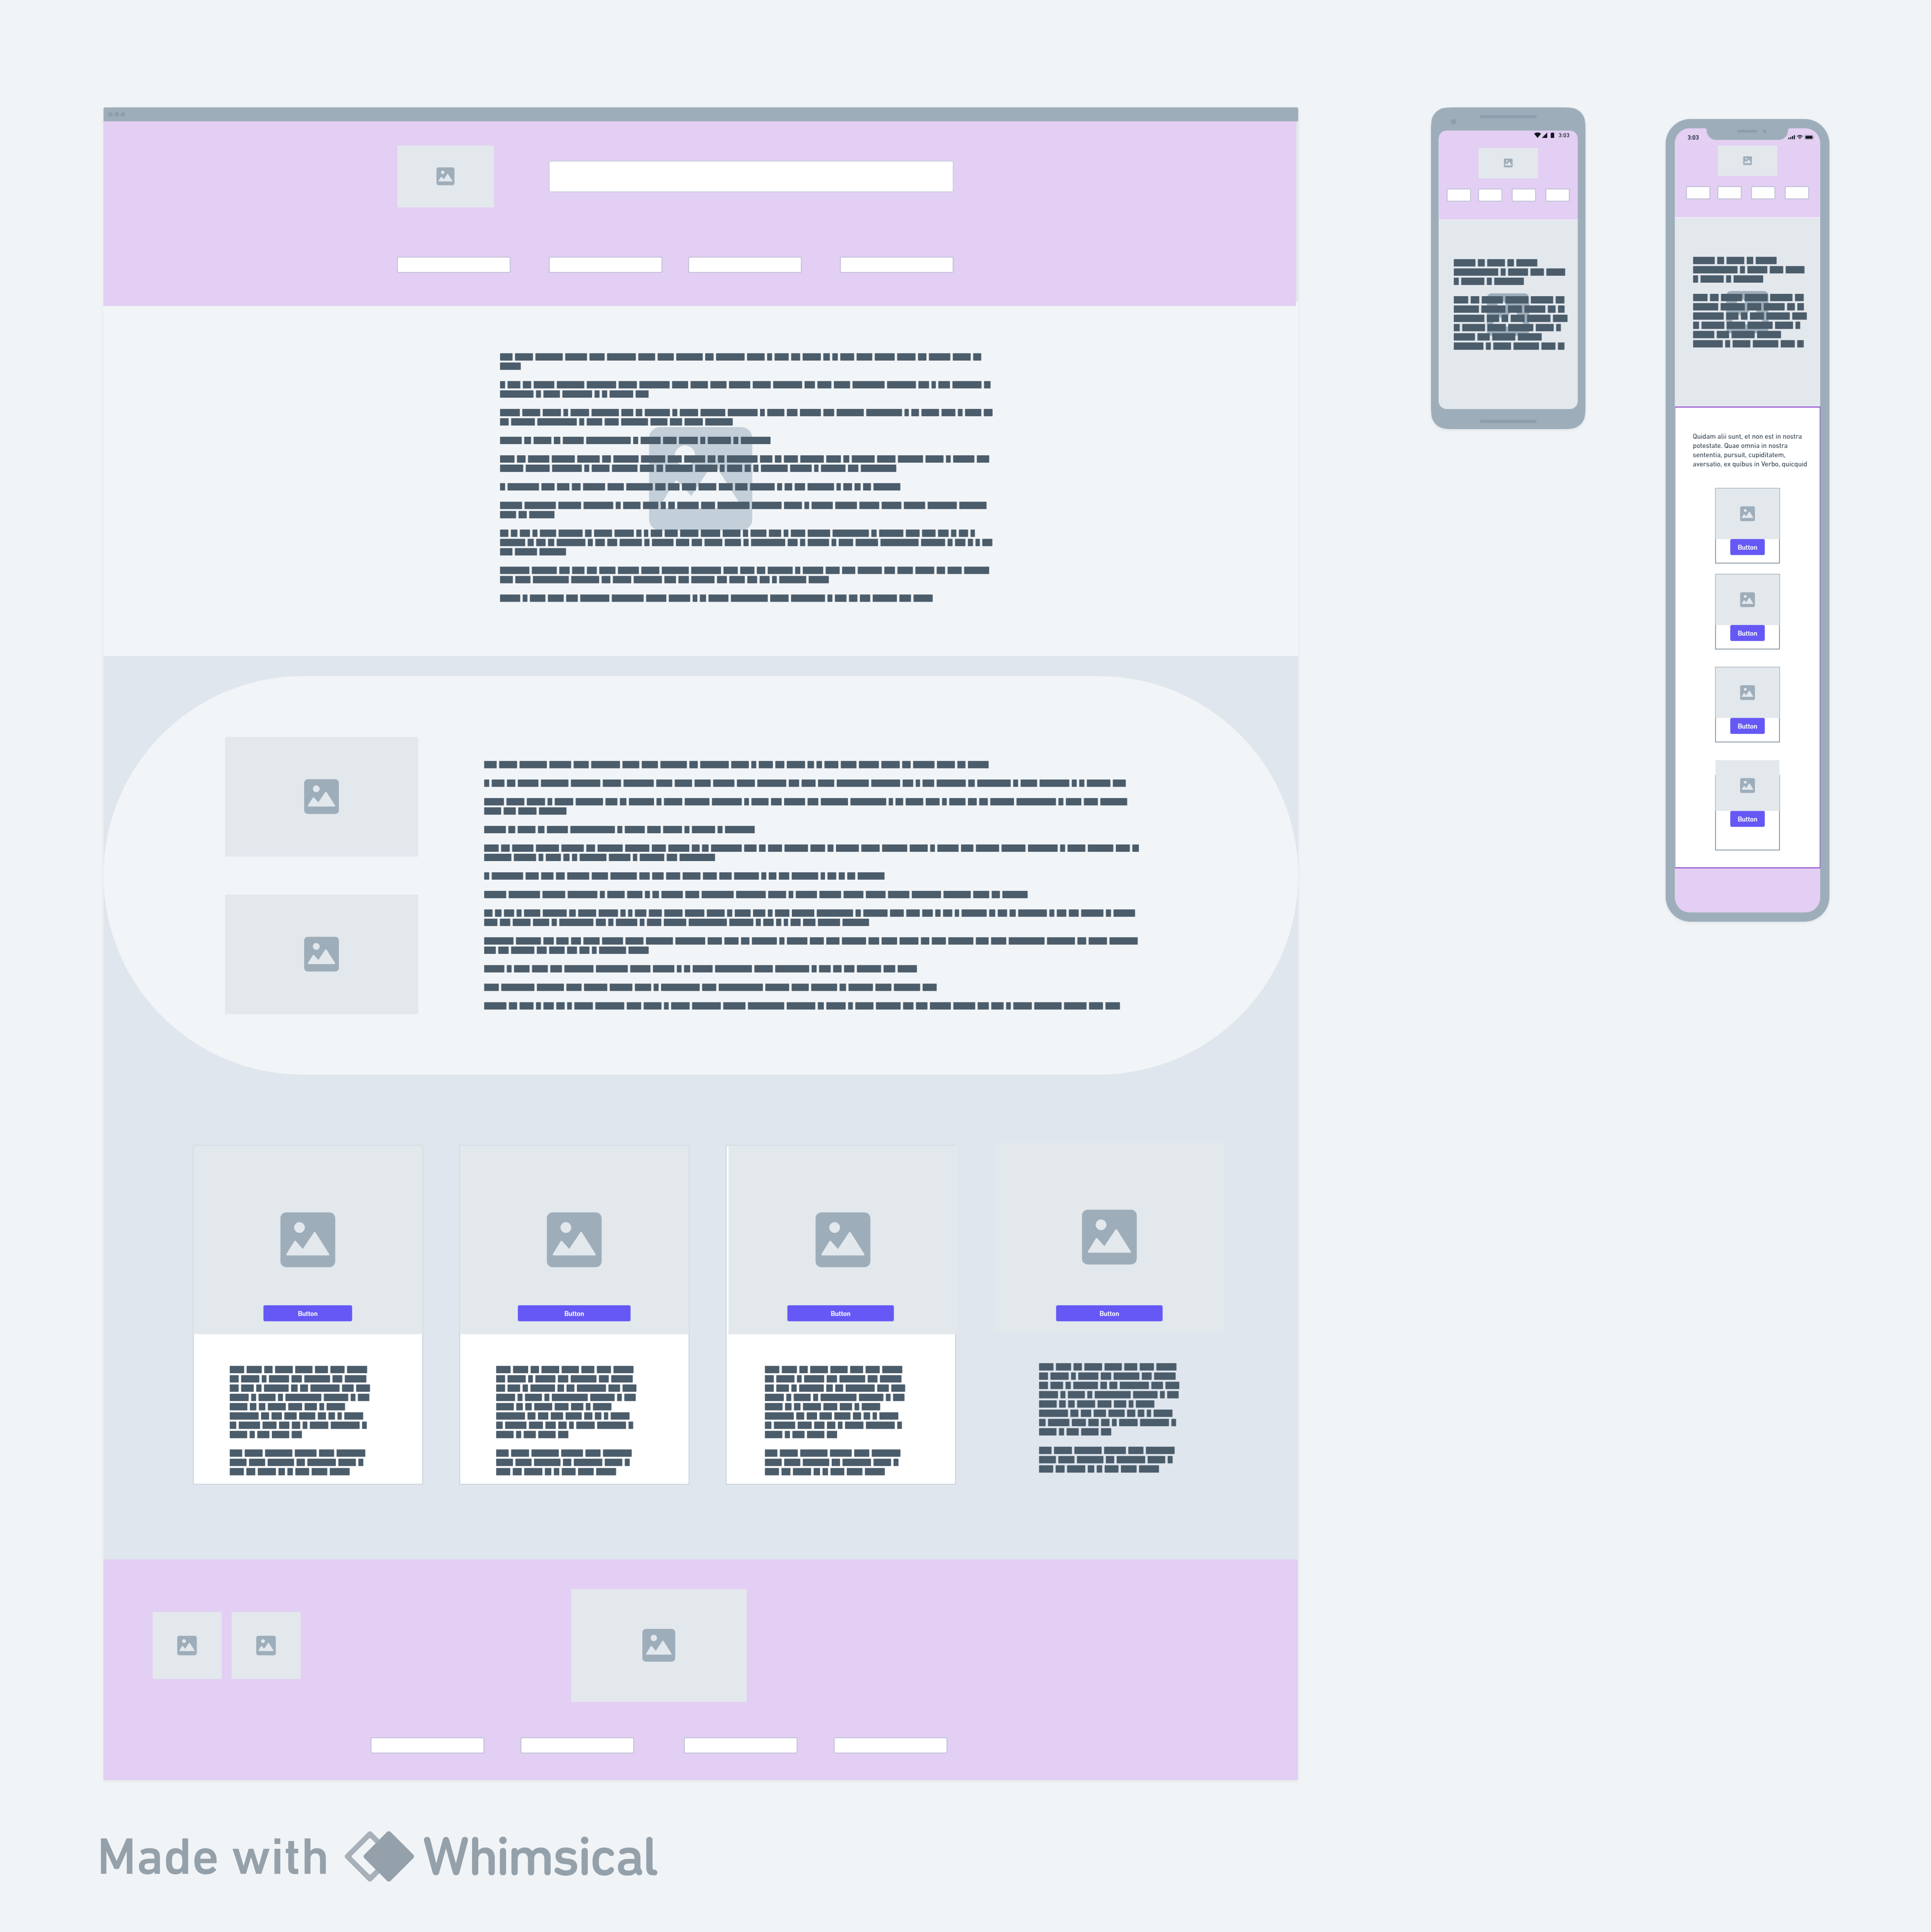 3:03
3:03
Quidam alii sunt, et non est in nostra
potestate. Quae omnia in nostra
sententia, pursuit, cupiditatem,
aversatio, ex quibus in Verbo, quicquid
Button
Button
Button
Button
Button
Button
Button
Button
Made with Whimsical